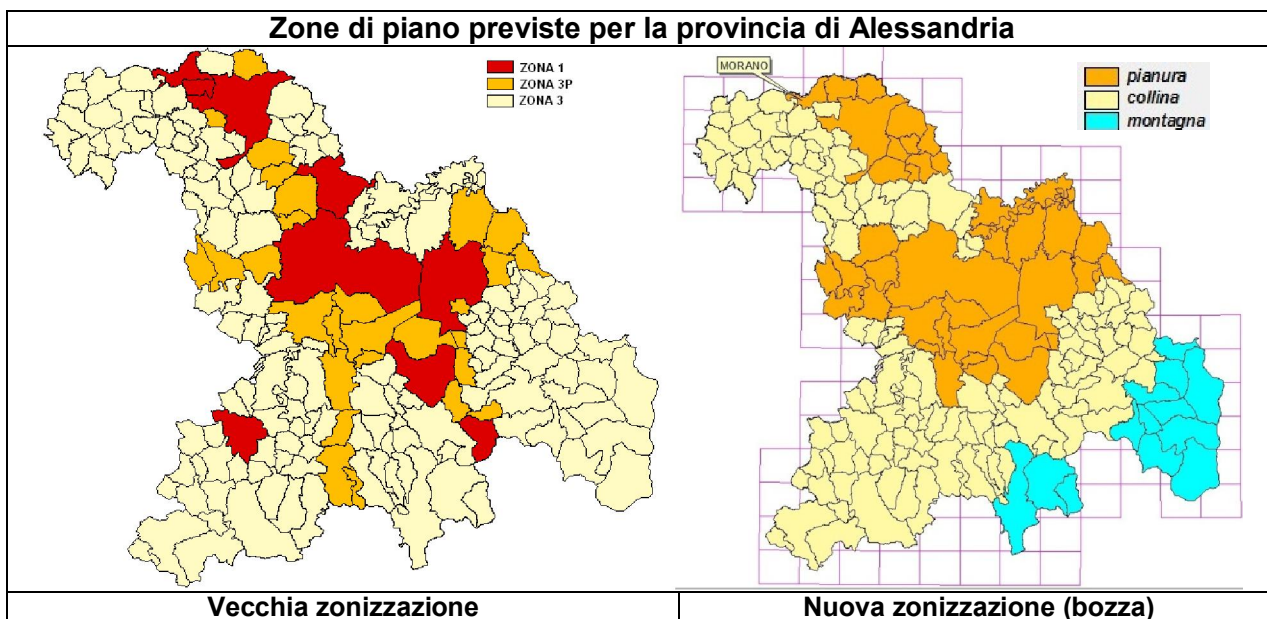 Zone di piano previste per la provincia di Alessandria
ZONA 1
ZONA 3P
ZONA 3
MORANO
pianura
collina
montagna
Vecchia zonizzazione
Nuova zonizzazione (bozza)